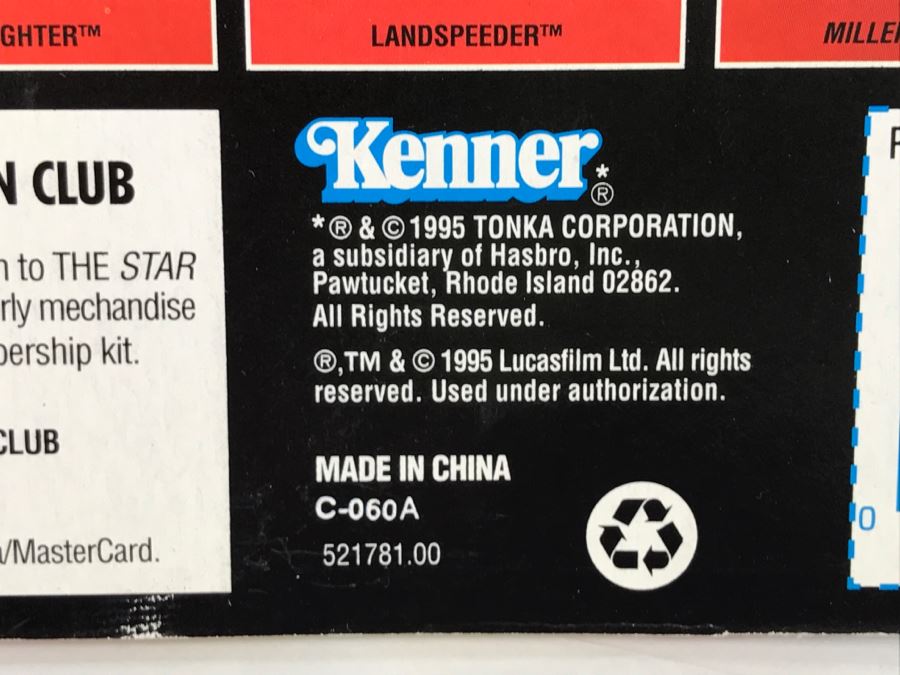 GHTER™
LANDSPEEDER™
MILLE
N CLUB
n to THE STAR
rly mechandise
bership kit.
CLUB
/MasterCard.
Kenner*®
*® & © 1995 TONKA CORPORATION,
a subsidiary of Hasbro, Inc.,
Pawtucket, Rhode Island 02862.
All Rights Reserved.
®,TM & © 1995 Lucasfilm Ltd. All rights
reserved. Used under authorization.
MADE IN CHINA
C-060A
521781.00
0